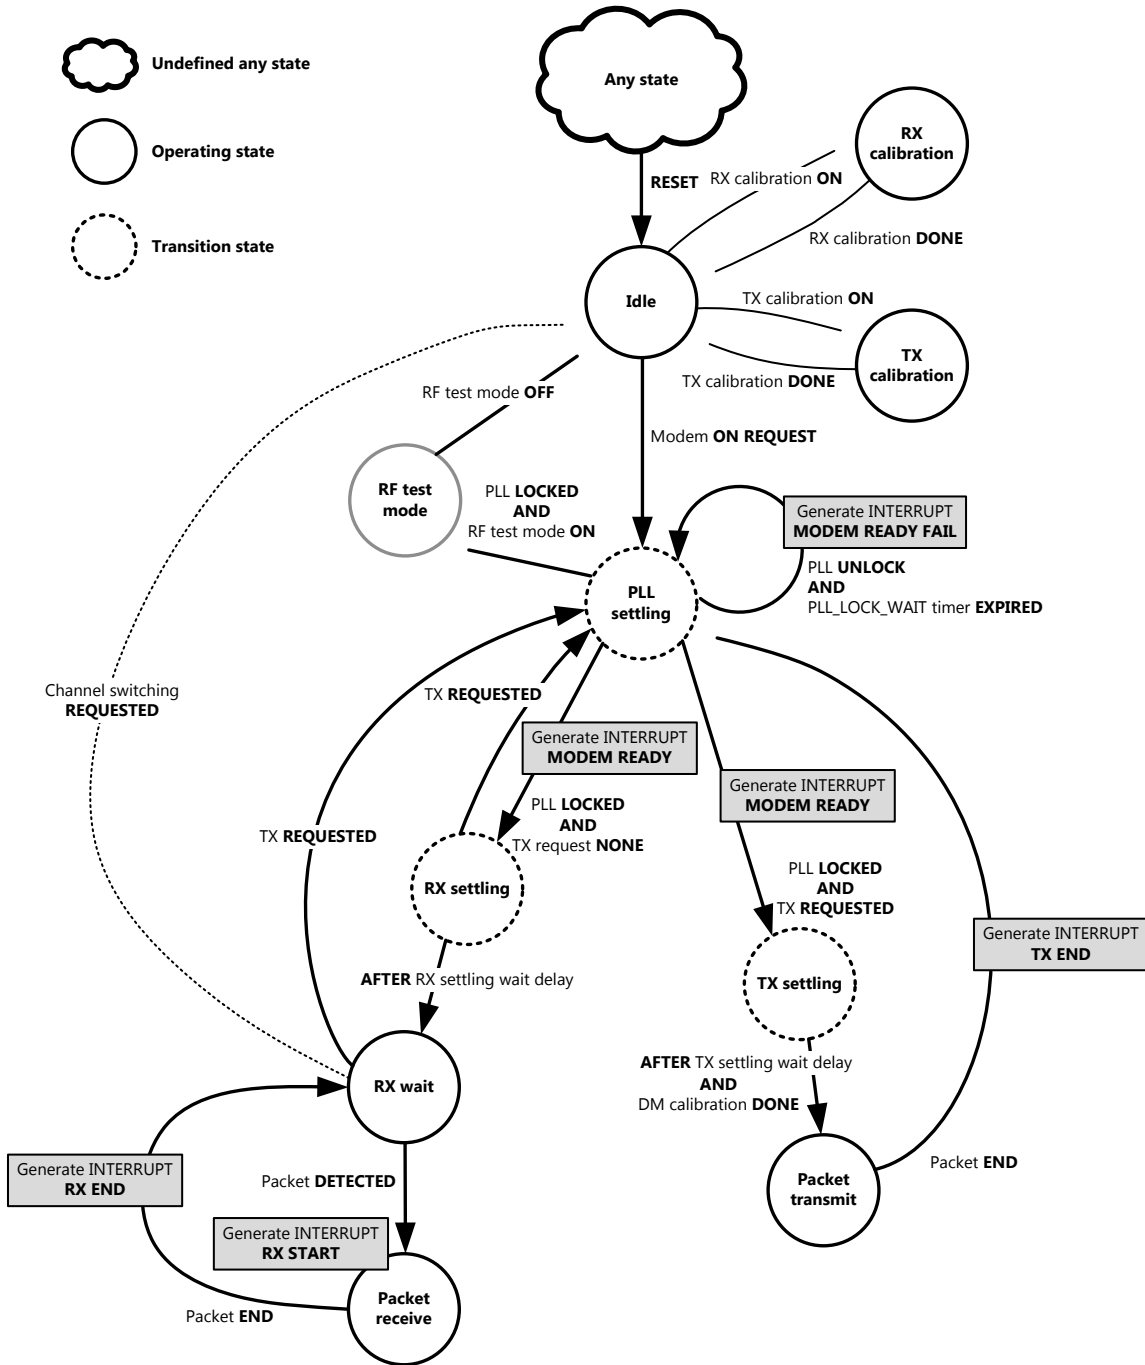 Undefined any state
Operating state
Transition state
Any state
RESET
RX calibration ON
RX
calibration
RX calibration DONE
Idle
TX calibration ON
TX
calibration
TX calibration DONE
RF test mode OFF
Modem ON REQUEST
RF test
mode
PLL LOCKED
AND
RF test mode ON
Generate INTERRUPT
MODEM READY FAIL
PLL UNLOCK
AND
PLL_LOCK_WAIT timer EXPIRED
PLL
settling
Channel switching
REQUESTED
TX REQUESTED
Generate INTERRUPT
MODEM READY
Generate INTERRUPT
MODEM READY
PLL LOCKED
AND
TX request NONE
TX REQUESTED
RX settling
PLL LOCKED
AND
TX REQUESTED
Generate INTERRUPT
TX END
AFTER RX settling wait delay
TX settling
RX wait
AFTER TX settling wait delay
AND
DM calibration DONE
Generate INTERRUPT
RX END
Packet DETECTED
Packet
transmit
Packet END
Generate INTERRUPT
RX START
Packet
receive
Packet END